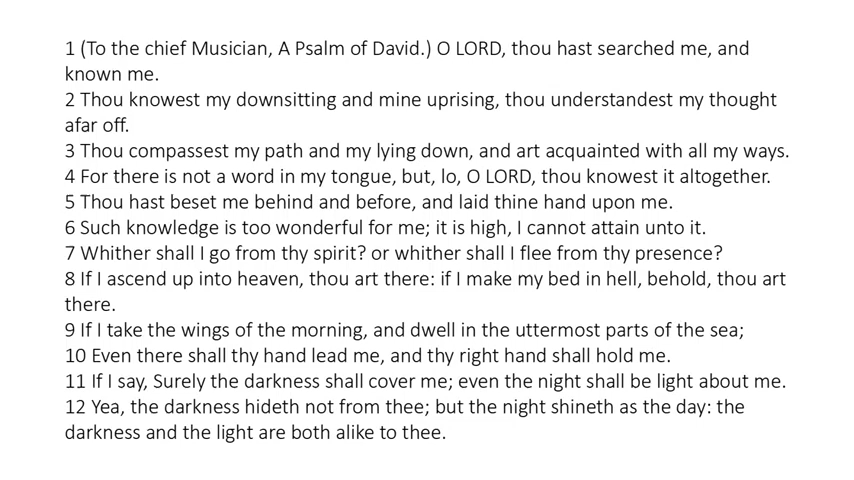 1 (To the chief Musician, A Psalm of David.) O LORD, thou hast searched me, and
known me.
2 Thou knowest my downsitting and mine uprising, thou understandest my thought
afar off.
3 Thou compassest my path and my lying down, and art acquainted with all my ways.
4 For there is not a word in my tongue, but, lo, O LORD, thou knowest it altogether.
5 Thou hast beset me behind and before, and laid thine hand upon me.
6 Such knowledge is too wonderful for me; it is high, I cannot attain unto it.
7 Whither shall I go from thy spirit? or whither shall I flee from thy presence?
8 If I ascend up into heaven, thou art there: if I make my bed in hell, behold, thou art
there.
9 If I take the wings of the morning, and dwell in the uttermost parts of the sea;
10 Even there shall thy hand lead me, and thy right hand shall hold me.
11 If I say, Surely the darkness shall cover me; even the night shall be light about me.
12 Yea, the darkness hideth not from thee; but the night shineth as the day: the
darkness and the light are both alike to thee.